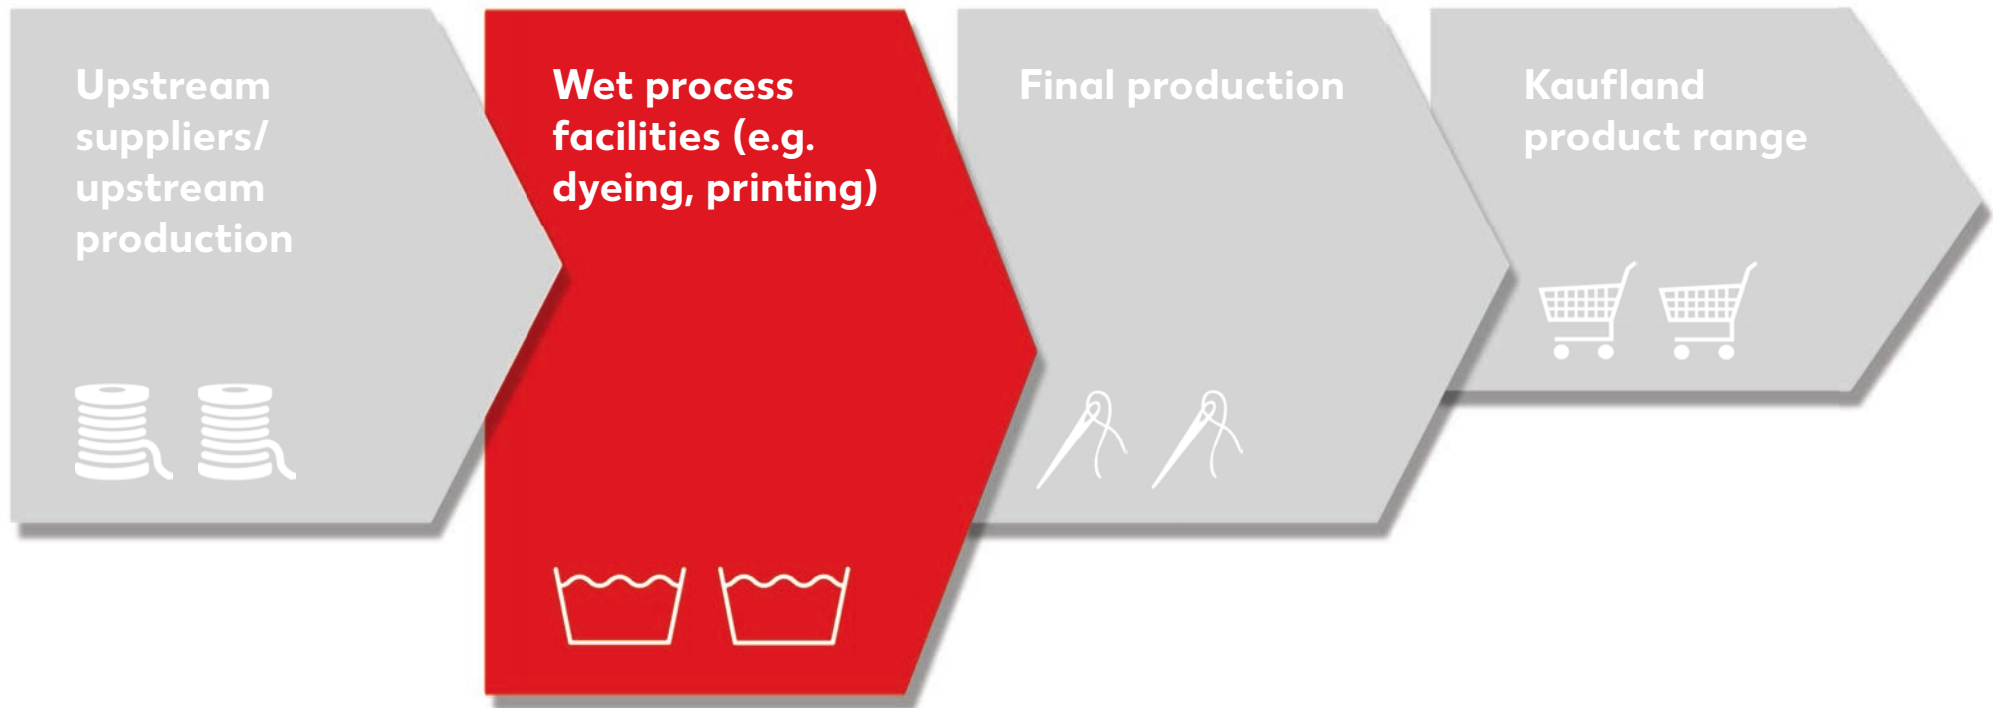 Upstream
suppliers/
upstream
production
Wet process
facilities (e.g.
dyeing, printing)
Final production
Kaufland
product range